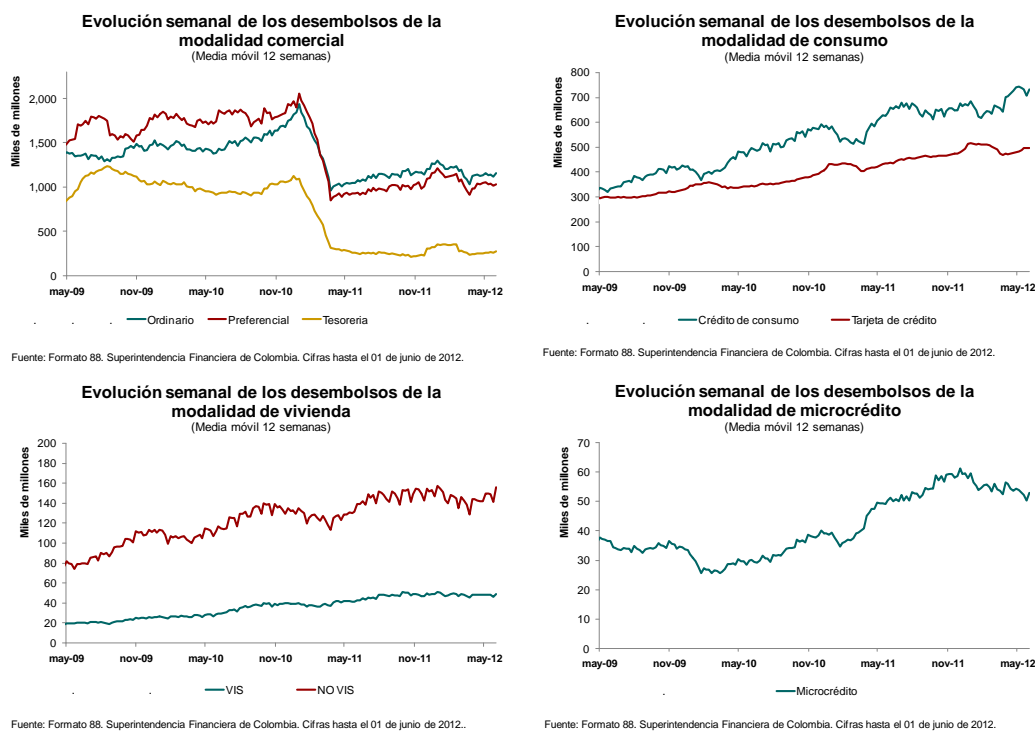 Evolución semanal de los desembolsos de la
modalidad comercial
(Media móvil 12 semanas)
Miles de millones
2,000
1,500
1,000
500
0
may-09 nov-09 may-10 nov-10 may-11 nov-11 may-12
Ordinario Preferencial Tesoreria
Fuente: Formato 88. Superintendencia Financiera de Colombia. Cifras hasta el 01 de junio de 2012.
Evolución semanal de los desembolsos de la
modalidad de consumo
(Media móvil 12 semanas)
Miles de millones
800
700
600
500
400
300
200
100
0
may-09 nov-09 may-10 nov-10 may-11 nov-11 may-12
Crédito de consumo Tarjeta de crédito
Fuente: Formato 88. Superintendencia Financiera de Colombia. Cifras hasta el 01 de junio de 2012.
Evolución semanal de los desembolsos de la
modalidad de vivienda
(Media móvil 12 semanas)
Miles de millones
200
180
160
140
120
100
80
60
40
20
0
may-09 nov-09 may-10 nov-10 may-11 nov-11 may-12
VIS NO VIS
Fuente: Formato 88. Superintendencia Financiera de Colombia. Cifras hasta el 01 de junio de 2012..
Evolución semanal de los desembolsos de la
modalidad de microcrédito
(Media móvil 12 semanas)
Miles de millones
70
60
50
40
30
20
10
0
may-09 nov-09 may-10 nov-10 may-11 nov-11 may-12
Microcrédito
Fuente: Formato 88. Superintendencia Financiera de Colombia. Cifras hasta el 01 de junio de 2012.